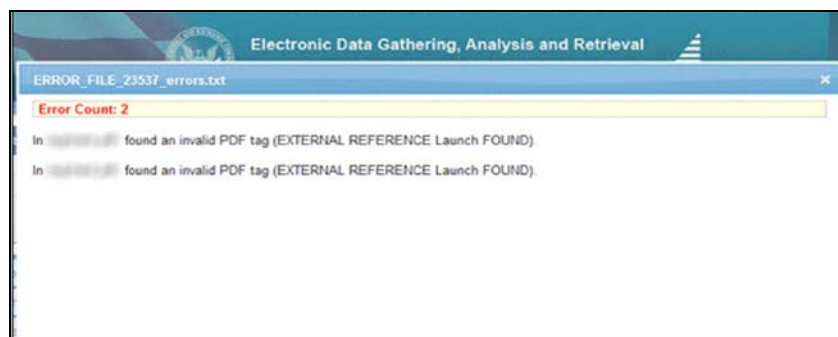 Electronic Data Gathering, Analysis and Retrieval
ERROR_FILE_23537_errors.txt
Error Count: 2
In found an invalid PDF tag (EXTERNAL REFERENCE Launch FOUND).
In found an invalid PDF tag (EXTERNAL REFERENCE Launch FOUND).